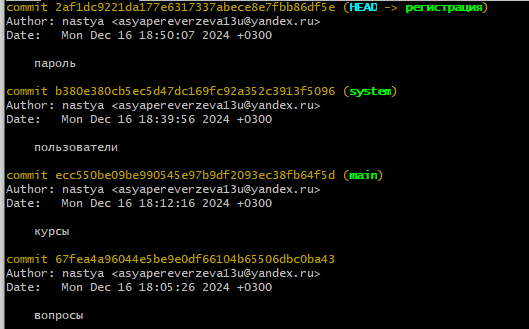 commit 2af1dc9221da177e6317337abece8e7fbb86df5e (HEAD -> регистрация)
Author: nastya <asyapereverzeva13u@yandex.ru>
Date:   Mon Dec 16 18:50:07 2024 +0300
пароль
commit b380e380cb5ec5d47dc169fc92a352c3913f5096 (system)
Author: nastya <asyapereverzeva13u@yandex.ru>
Date:   Mon Dec 16 18:39:56 2024 +0300
пользователи
commit ecc550be09be990545e97b9df2093ec38fb64f5d (main)
Author: nastya <asyapereverzeva13u@yandex.ru>
Date:   Mon Dec 16 18:12:16 2024 +0300
курсы
commit 67fea4a96044e5be9e0df66104b65506dbc0ba43
Author: nastya <asyapereverzeva13u@yandex.ru>
Date:   Mon Dec 16 18:05:26 2024 +0300
вопросы